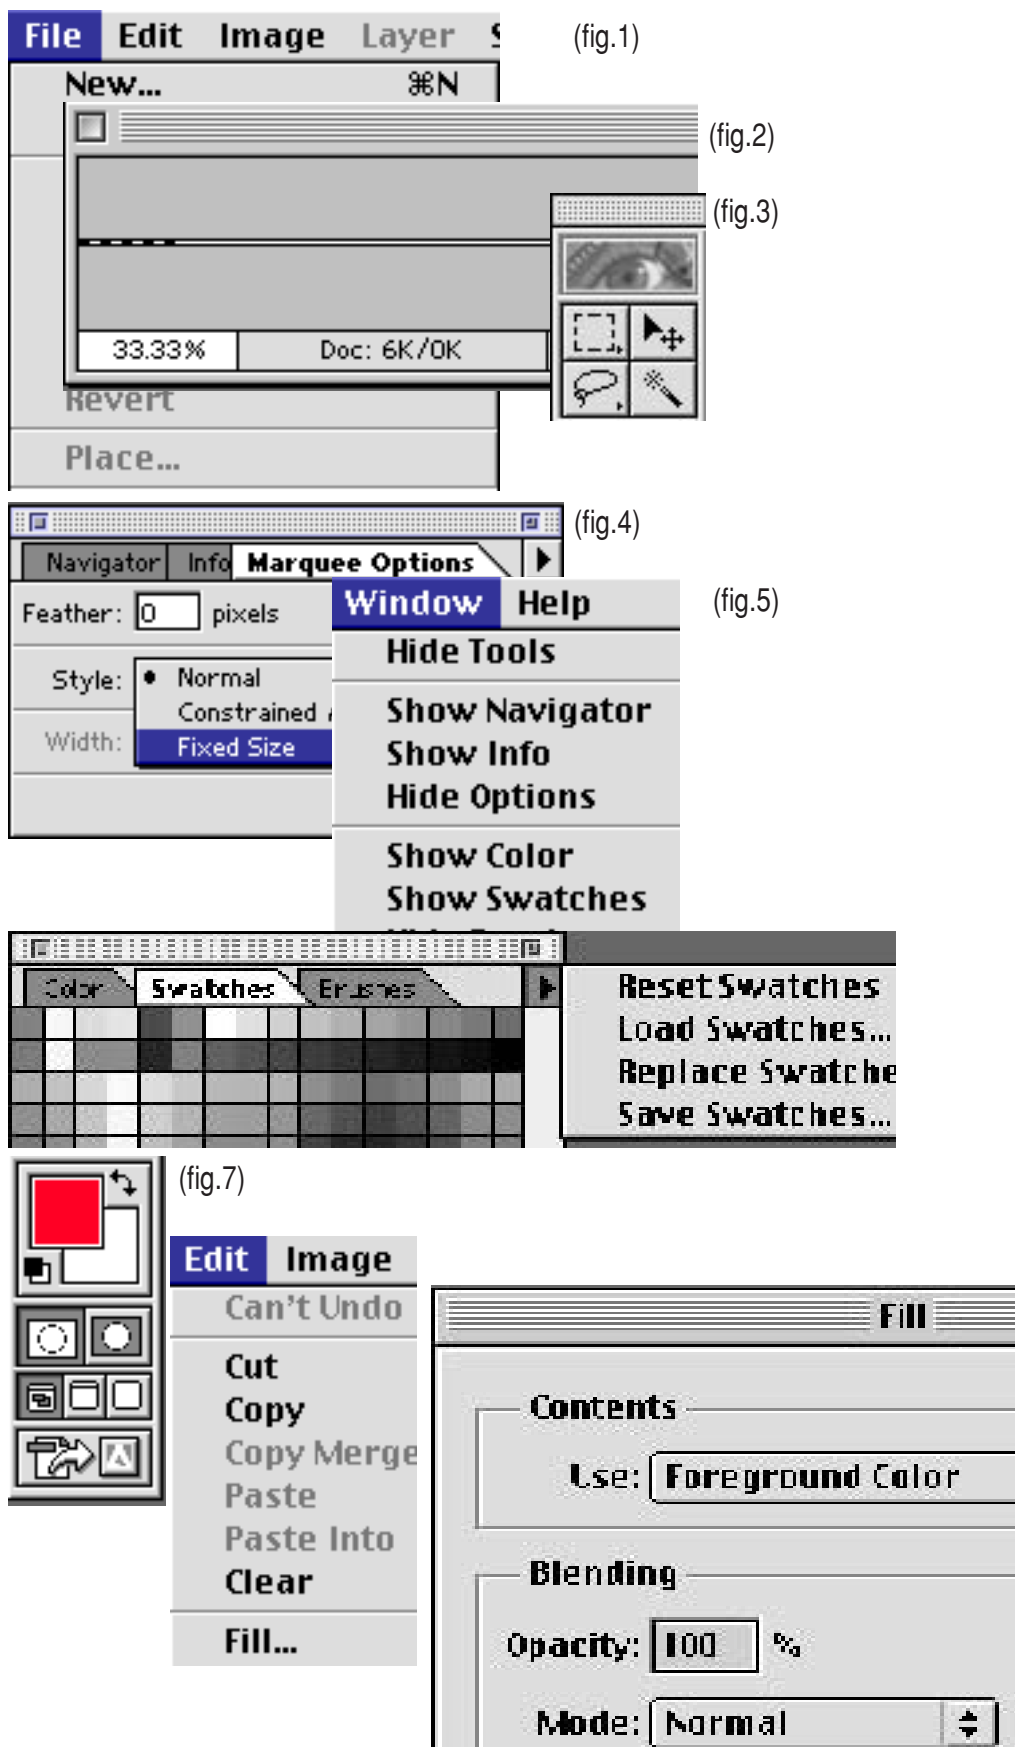 File Edit Image Layer
(fig.1)
New... ⌘N
(fig.2)
(fig.3)
33.33% Doc: 6K/0K
Revert
Place...
(fig.4)
Navigator Info Marquee Options
Feather: 0 pixels
(fig.5)
Window Help
Hide Tools
Style: Normal
Constrained
Width: Fixed Size
Show Navigator
Show Info
Hide Options
Show Color
Show Swatches
Color Swatches Brushes
Reset Swatches
Load Swatches...
Replace Swatche
Save Swatches...
(fig.7)
Edit Image
Can't Undo
Cut
Copy
Copy Merge
Paste
Paste Into
Clear
Fill...
Fill
Contents
Use: Foreground Color
Blending
Opacity: 100 %
Mode: Normal